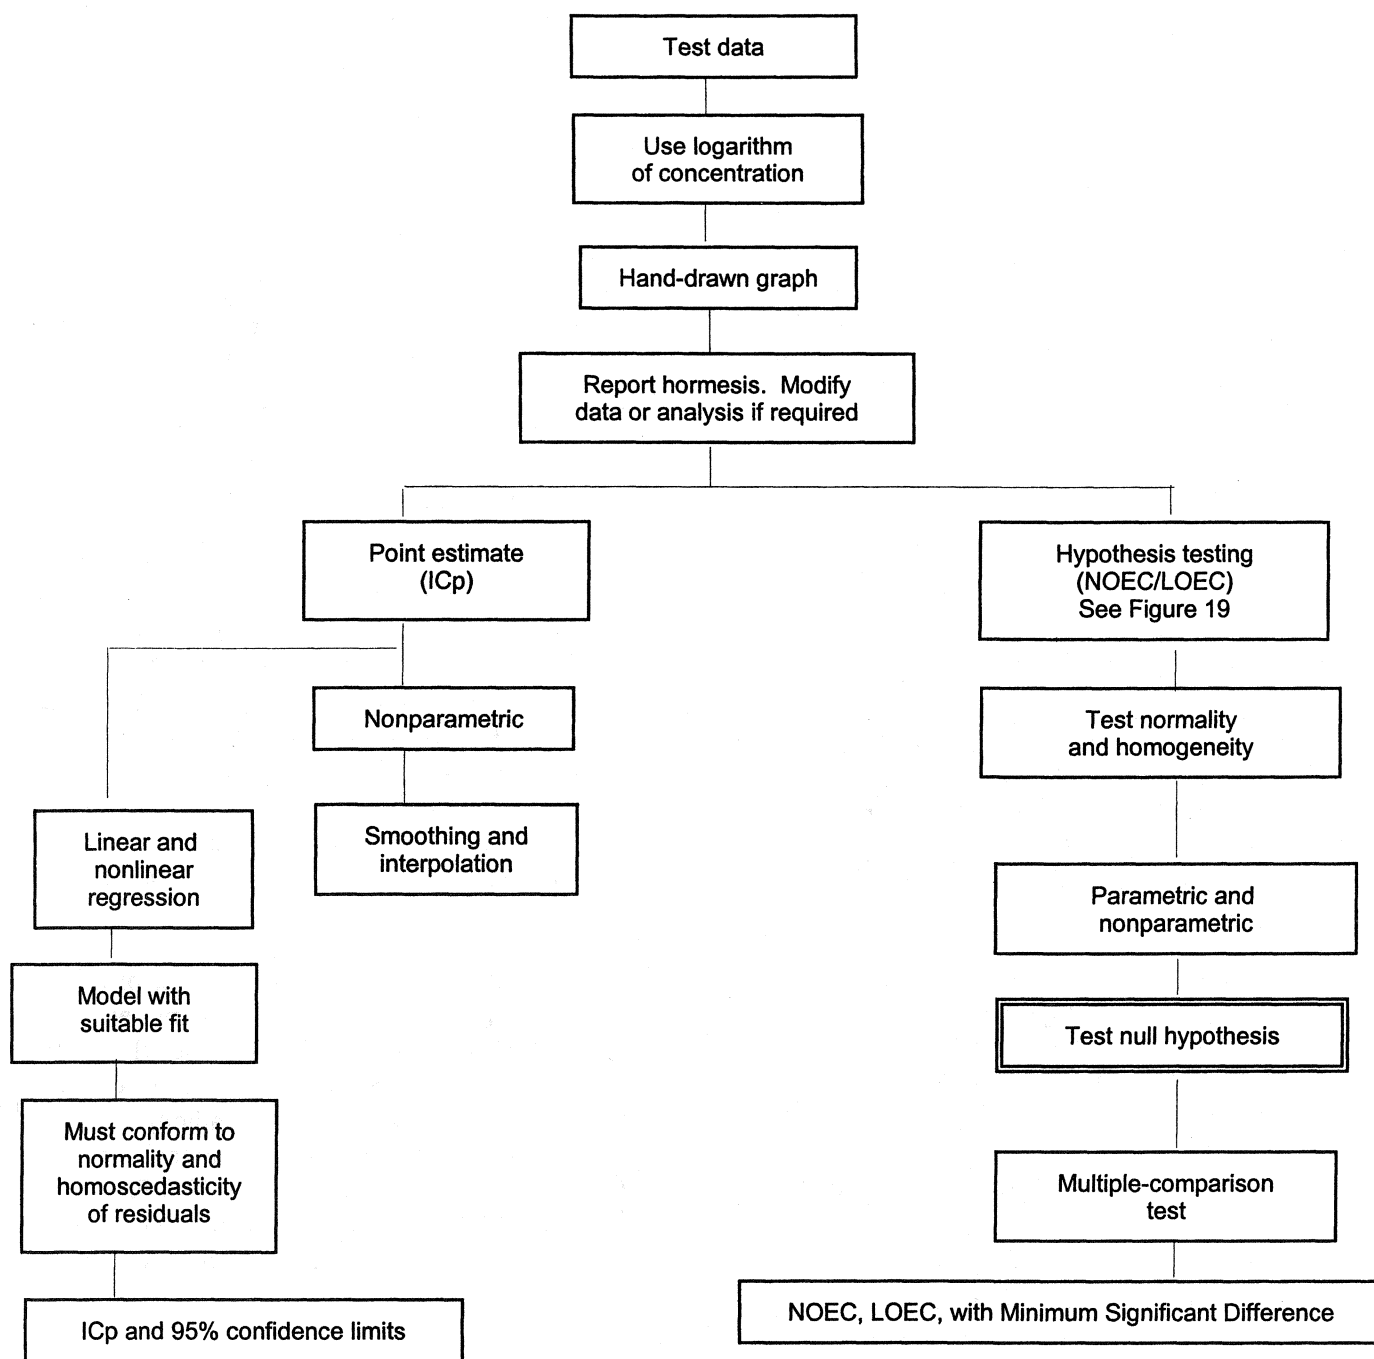 Test data
Use logarithm
of concentration
Hand-drawn graph
Report hormesis. Modify
data or analysis if required
Point estimate
(ICp)
Hypothesis testing
(NOEC/LOEC)
See Figure 19
Nonparametric
Test normality
and homogeneity
Linear and
nonlinear
regression
Smoothing and
interpolation
Parametric and
nonparametric
Model with
suitable fit
Test null hypothesis
Must conform to
normality and
homoscedasticity
of residuals
Multiple-comparison
test
ICp and 95% confidence limits
NOEC, LOEC, with Minimum Significant Difference